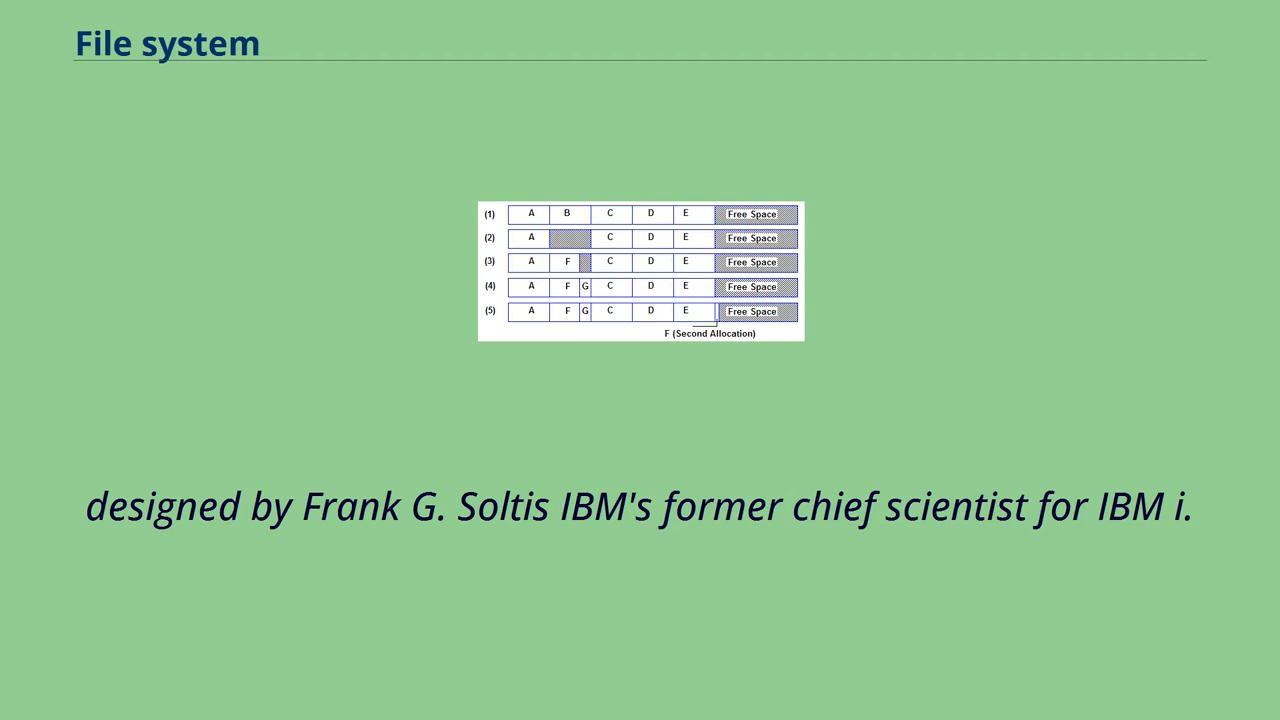 File system
(1) A B C D E Free Space
(2) A C D E Free Space
(3) A F C D E Free Space
(4) A F G C D E Free Space
(5) A F G C D E Free Space
F (Second Allocation)
designed by Frank G. Soltis IBM's former chief scientist for IBM i.